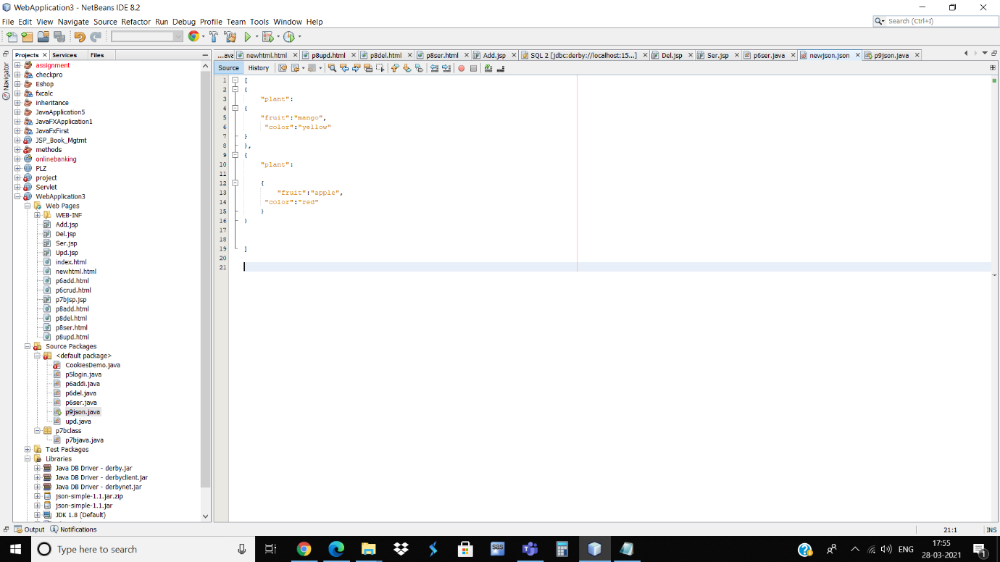 WebApplication3 - NetBeans IDE 8.2
File Edit View Navigate Source Refactor Run Debug Profile Team Tools Window Help
Search (Ctrl+I)
Projects Services Files
...ava newhtml.html p8upd.html p8del.html p8ser.html Add.jsp SQL 2 [jdbc:derby://localhost:15...] Del.jsp Ser.jsp p6ser.java newjson.json p9json.java
Navigator
Source History
assignment
checkpro
Eshop
fxcalc
inheritance
JavaApplication5
JavaFXApplication1
JavaFxFirst
JSP_Book_Mgtmt
methods
onlinebanking
PLZ
project
Servlet
WebApplication3
Web Pages
WEB-INF
Add.jsp
Del.jsp
Ser.jsp
Upd.jsp
index.html
newhtml.html
p6add.html
p6crud.html
p7bjsp.jsp
p8add.html
p8del.html
p8ser.html
p8upd.html
Source Packages
<default package>
CookiesDemo.java
p5login.java
p6addi.java
p6del.java
p6ser.java
p9json.java
upd.java
p7bclass
p7bjava.java
Test Packages
Libraries
Java DB Driver - derby.jar
Java DB Driver - derbyclient.jar
Java DB Driver - derbynet.jar
json-simple-1.1.jar.zip
json-simple-1.1.jar
JDK 1.8 (Default)
1 [
2 {
3 "plant":
4 {
5 "fruit":"mango",
6 "color":"yellow"
7 }
8 },
9 {
10 "plant":
11
12 {
13 "fruit":"apple",
14 "color":"red"
15 }
16 }
17
18
19 ]
20
21
Output Notifications
21:1 INS
Type here to search
sas
ENG
17:55
28-03-2021
1